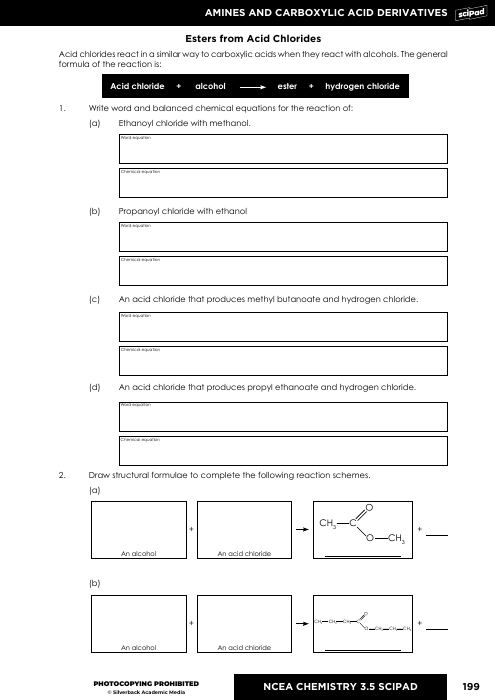 AMINES AND CARBOXYLIC ACID DERIVATIVES scipad
Esters from Acid Chlorides
Acid chlorides react in a similar way to carboxylic acids when they react with alcohols. The general
formula of the reaction is:
Acid chloride + alcohol ⟶ ester + hydrogen chloride
1. Write word and balanced chemical equations for the reaction of:
(a) Ethanoyl chloride with methanol.
Word equation
Chemical equation
(b) Propanoyl chloride with ethanol
Word equation
Chemical equation
(c) An acid chloride that produces methyl butanoate and hydrogen chloride.
Word equation
Chemical equation
(d) An acid chloride that produces propyl ethanoate and hydrogen chloride.
Word equation
Chemical equation
2. Draw structural formulae to complete the following reaction schemes.
(a)
O
CH3—C
+ → +
O—CH3
An alcohol An acid chloride
(b)
O
CH3—CH2—CH2—C
+ → +
O—CH2—CH2—CH3
An alcohol An acid chloride
PHOTOCOPYING PROHIBITED
© Silverback Academic Media
NCEA CHEMISTRY 3.5 SCIPAD 199